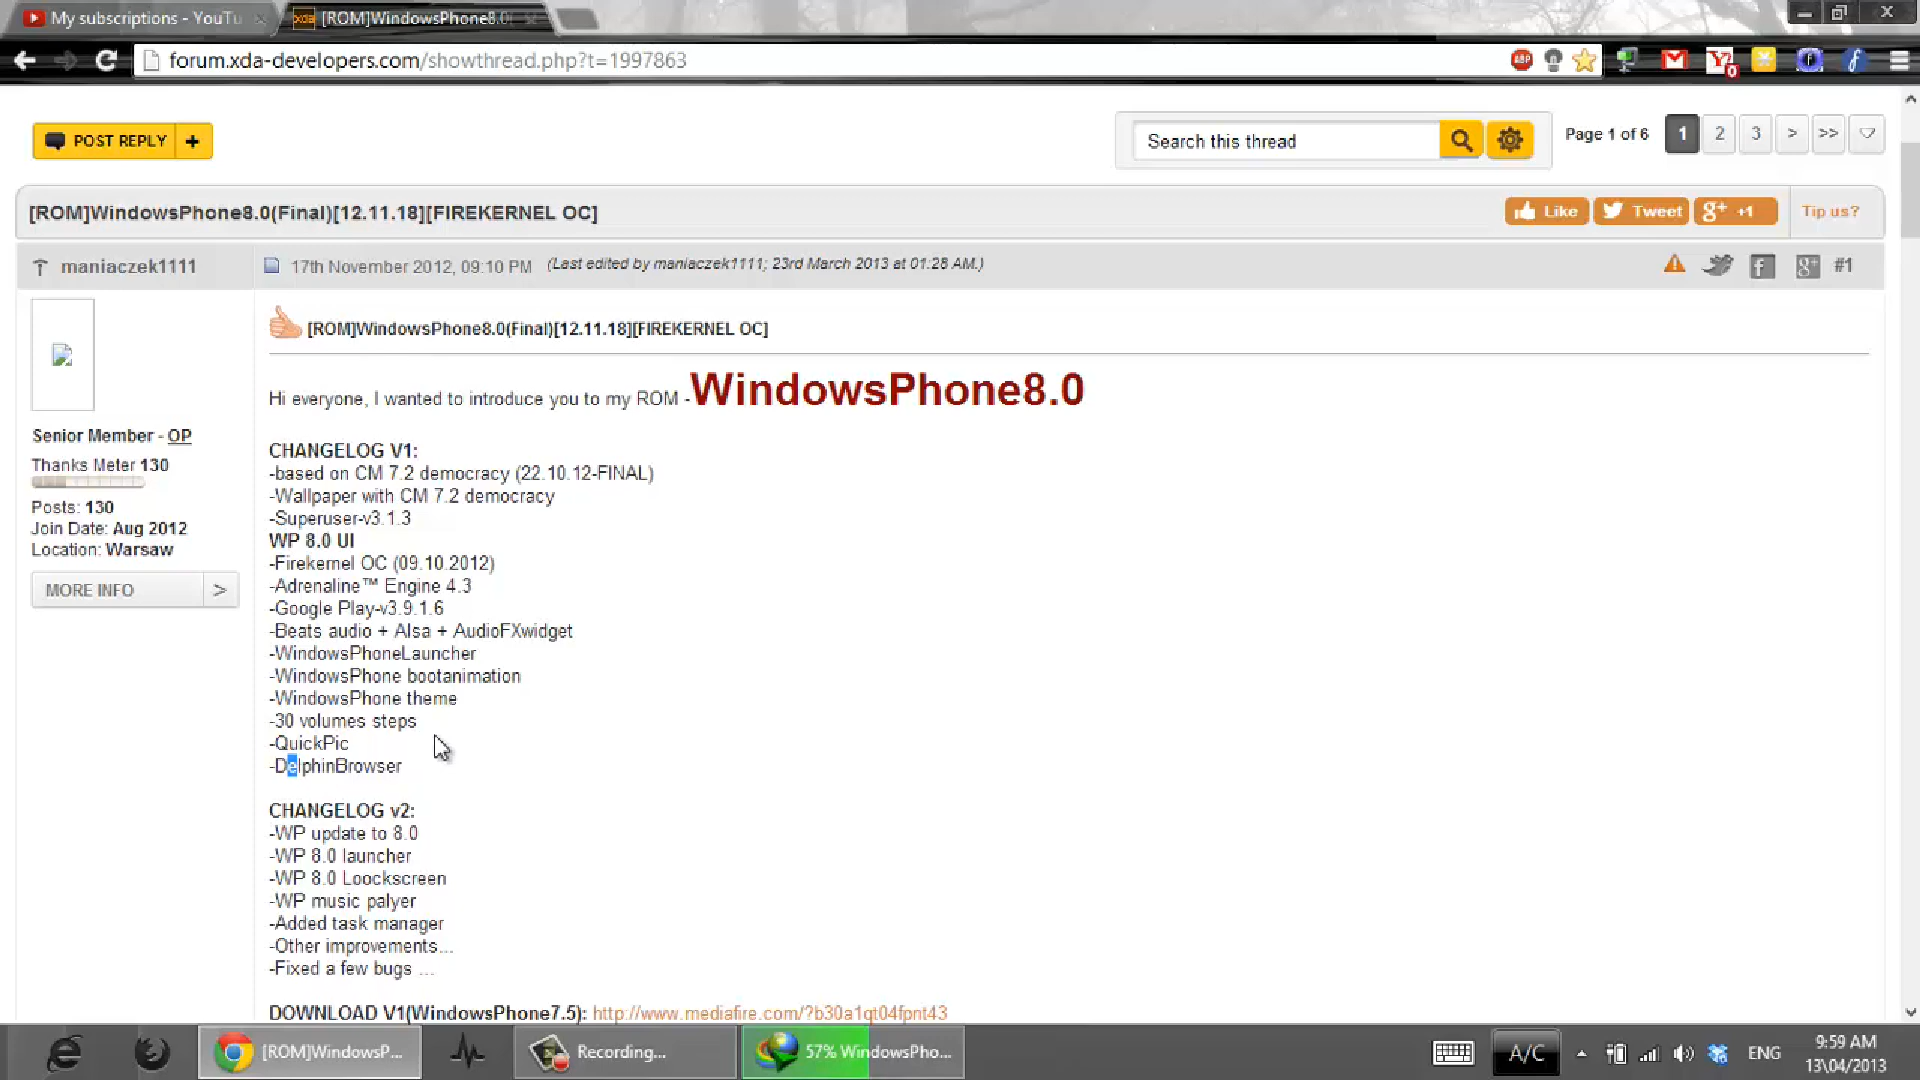 My subscriptions - YouTu
[ROM]WindowsPhone8.0(
forum.xda-developers.com/showthread.php?t=1997863
POST REPLY +
Search this thread
Page 1 of 6 1 2 3 > >>
[ROM]WindowsPhone8.0(Final)[12.11.18][FIREKERNEL OC]
Like Tweet g+ +1 Tip us?
maniaczek1111
17th November 2012, 09:10 PM (Last edited by maniaczek1111; 23rd March 2013 at 01:28 AM.)
#1
[ROM]WindowsPhone8.0(Final)[12.11.18][FIREKERNEL OC]
Hi everyone, I wanted to introduce you to my ROM -WindowsPhone8.0
Senior Member - OP
Thanks Meter 130
Posts: 130
Join Date: Aug 2012
Location: Warsaw
MORE INFO >
CHANGELOG V1:
-based on CM 7.2 democracy (22.10.12-FINAL)
-Wallpaper with CM 7.2 democracy
-Superuser-v3.1.3
WP 8.0 UI
-Firekernel OC (09.10.2012)
-Adrenaline™ Engine 4.3
-Google Play-v3.9.1.6
-Beats audio + Alsa + AudioFXwidget
-WindowsPhoneLauncher
-WindowsPhone bootanimation
-WindowsPhone theme
-30 volumes steps
-QuickPic
-DelphinBrowser
CHANGELOG v2:
-WP update to 8.0
-WP 8.0 launcher
-WP 8.0 Loockscreen
-WP music palyer
-Added task manager
-Other improvements...
-Fixed a few bugs ...
DOWNLOAD V1(WindowsPhone7.5): http://www.mediafire.com/?b30a1qt04fpnt43
[ROM]WindowsP...
Recording...
57% WindowsPho...
A/C
ENG
9:59 AM
13\04/2013